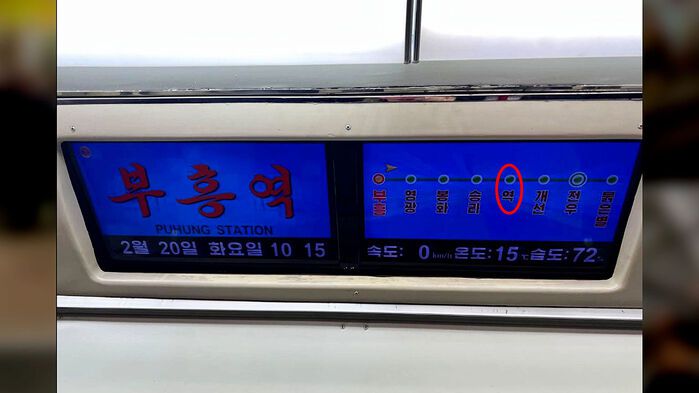 부흥역
PUHUNG STATION
2월 20일 화요일 10 15
부흥 영광 봉화 승리 역 개선 전우 붉은별
속도: 0 km/h 온도: 15 ℃ 습도: 72 %